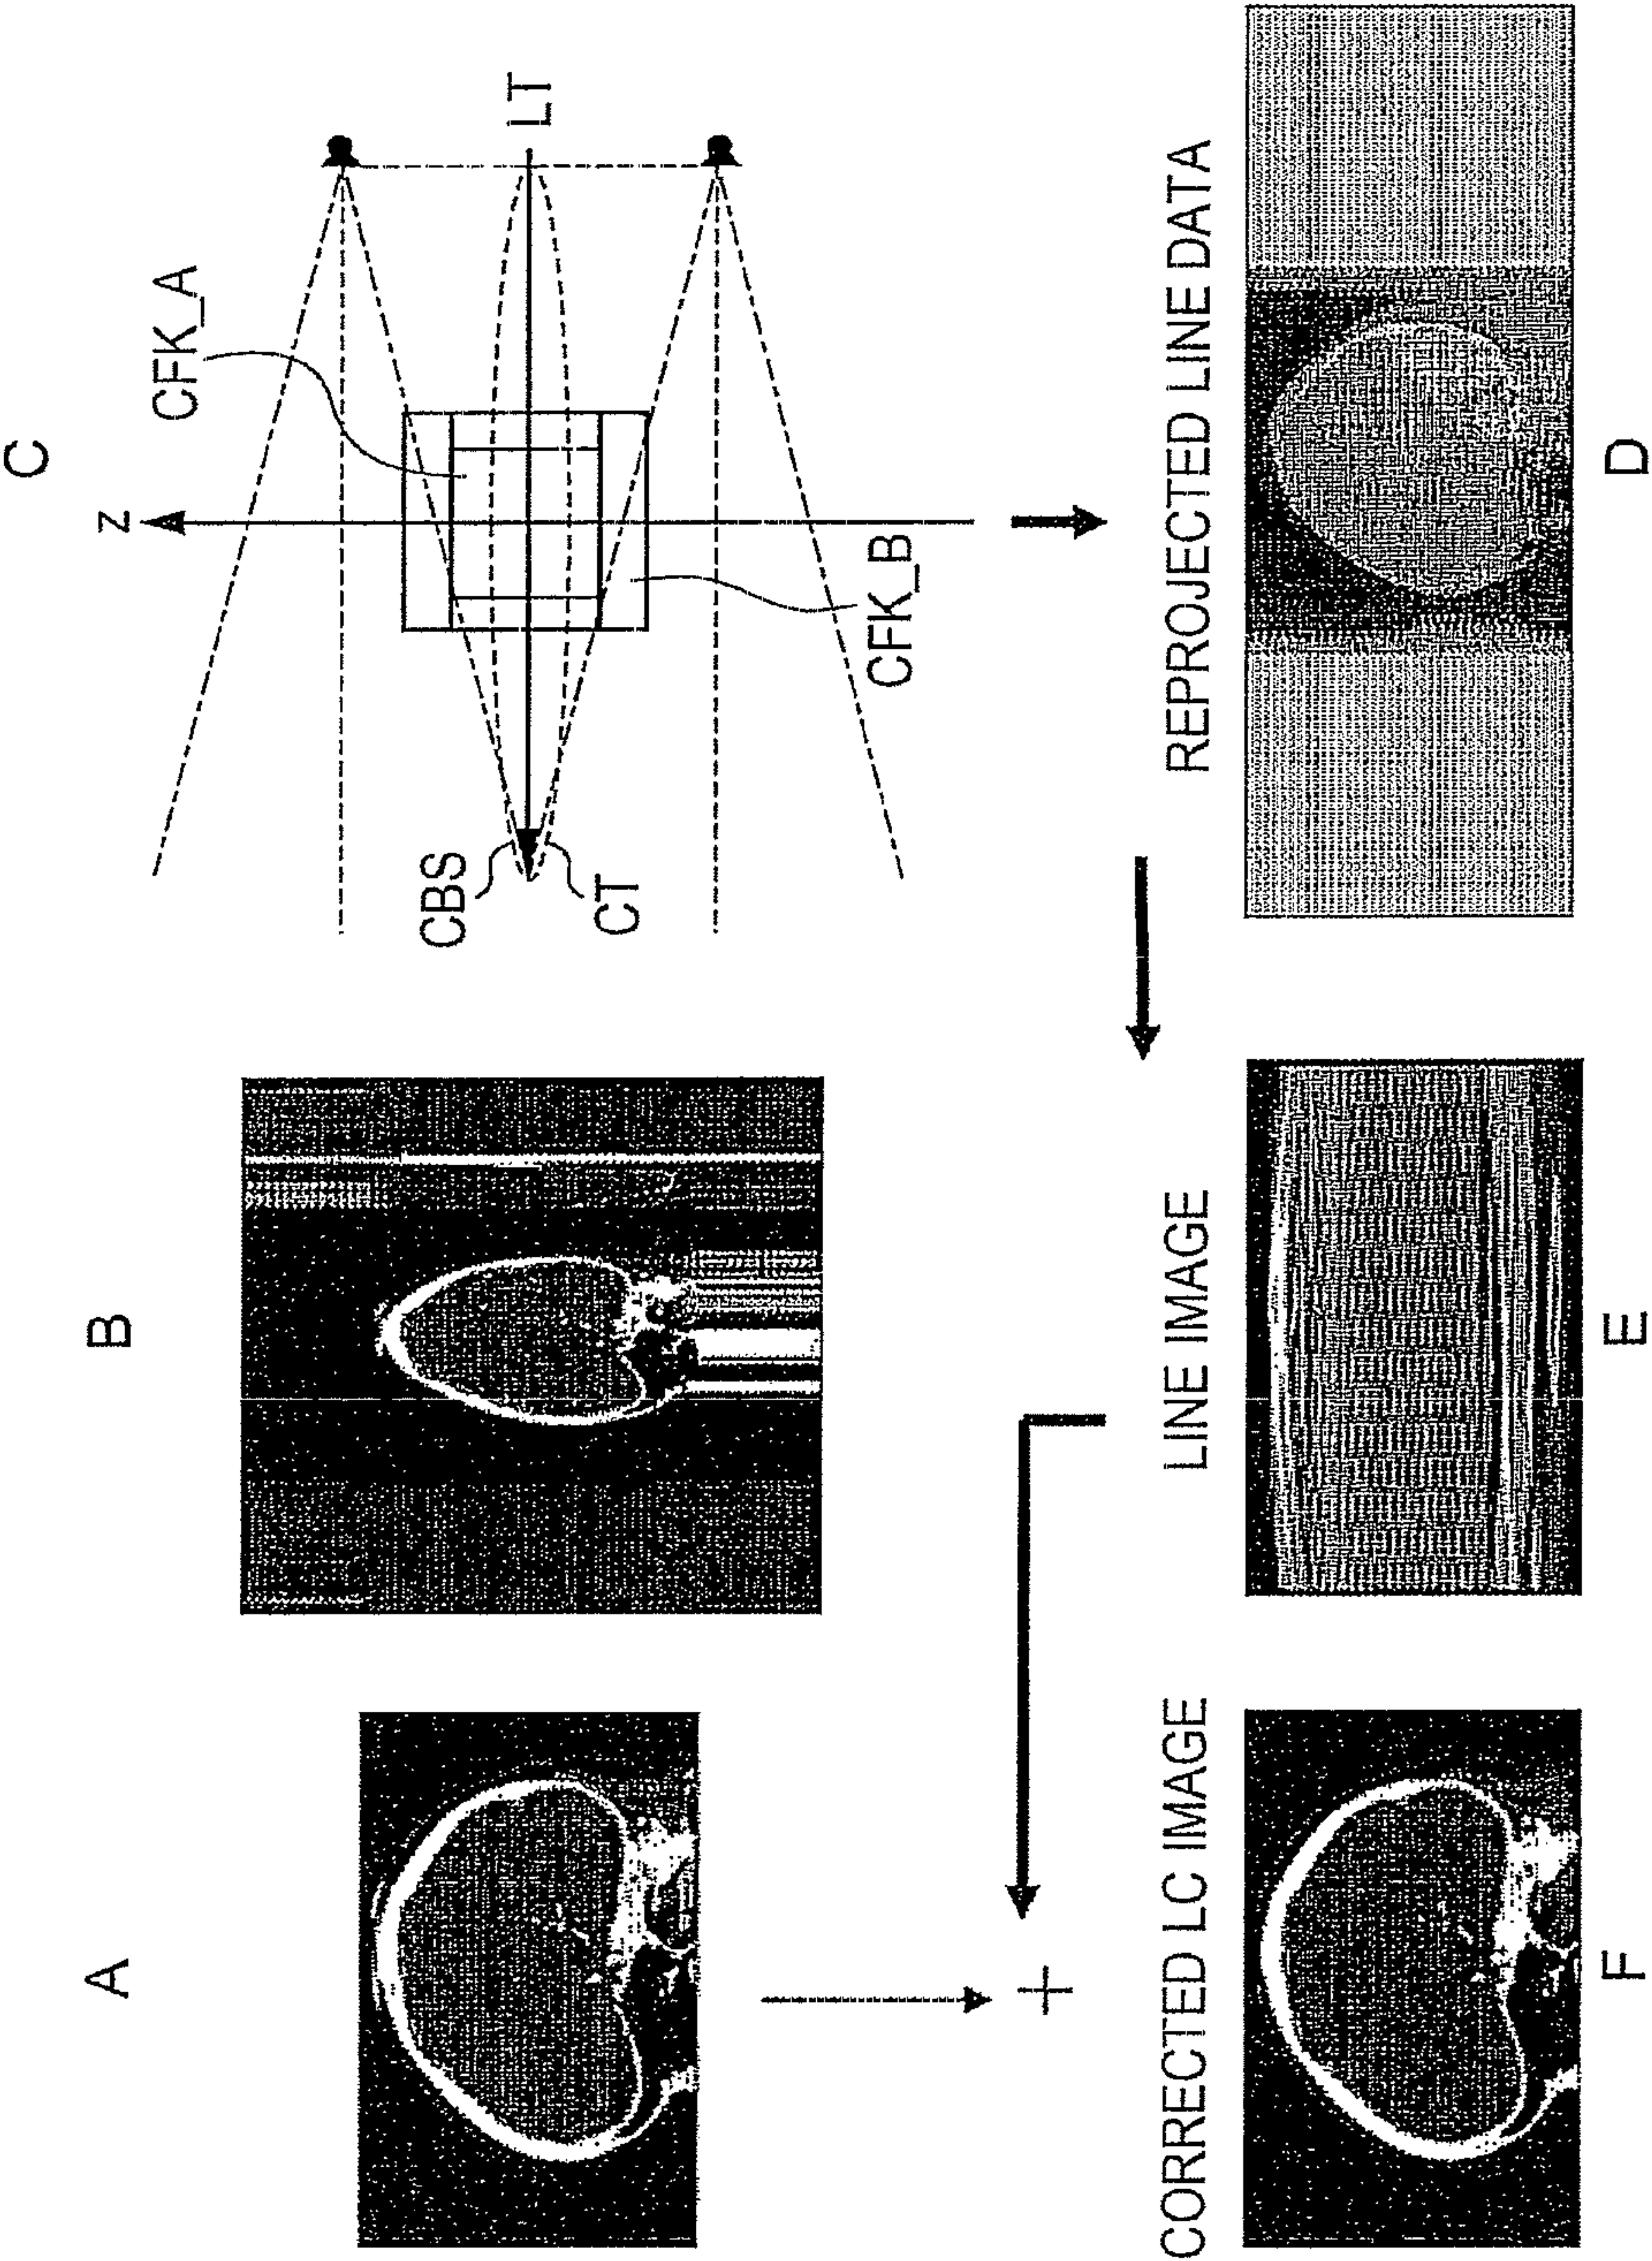 A
B
C
Z
CFK_A
LT
CBS
CT
CFK_B
+
CORRECTED LC IMAGE
LINE IMAGE
REPROJECTED LINE DATA
F
E
D